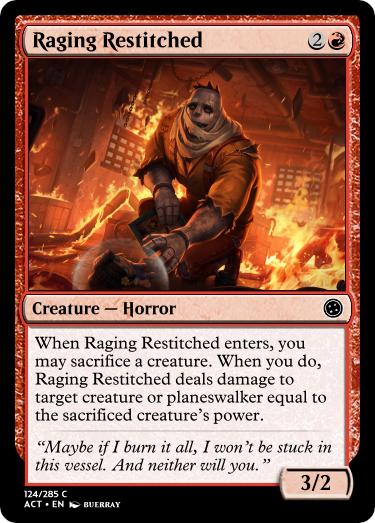 Raging Restitched 2
Creature — Horror
When Raging Restitched enters, you
may sacrifice a creature. When you do,
Raging Restitched deals damage to
target creature or planeswalker equal to
the sacrificed creature's power.
“Maybe if I burn it all, I won't be stuck in
this vessel. And neither will you.”
3/2
124/285 C
ACT • EN BUERRAY